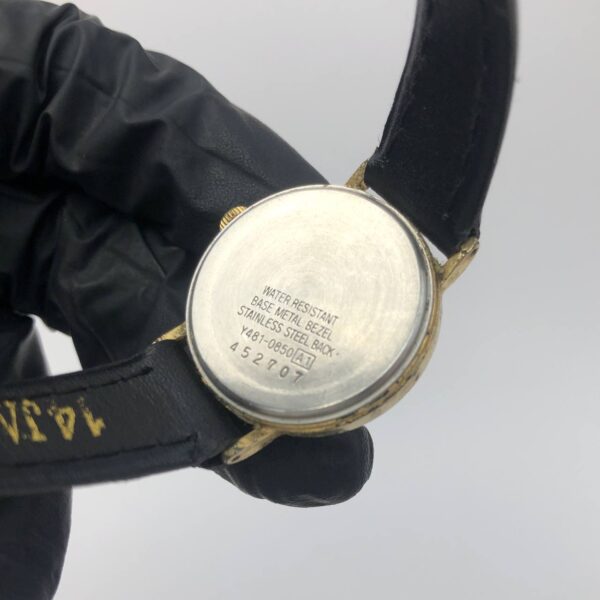 WATER RESISTANT
BASE METAL BEZEL
STAINLESS STEEL BACK
Y481-0850 A1
452707